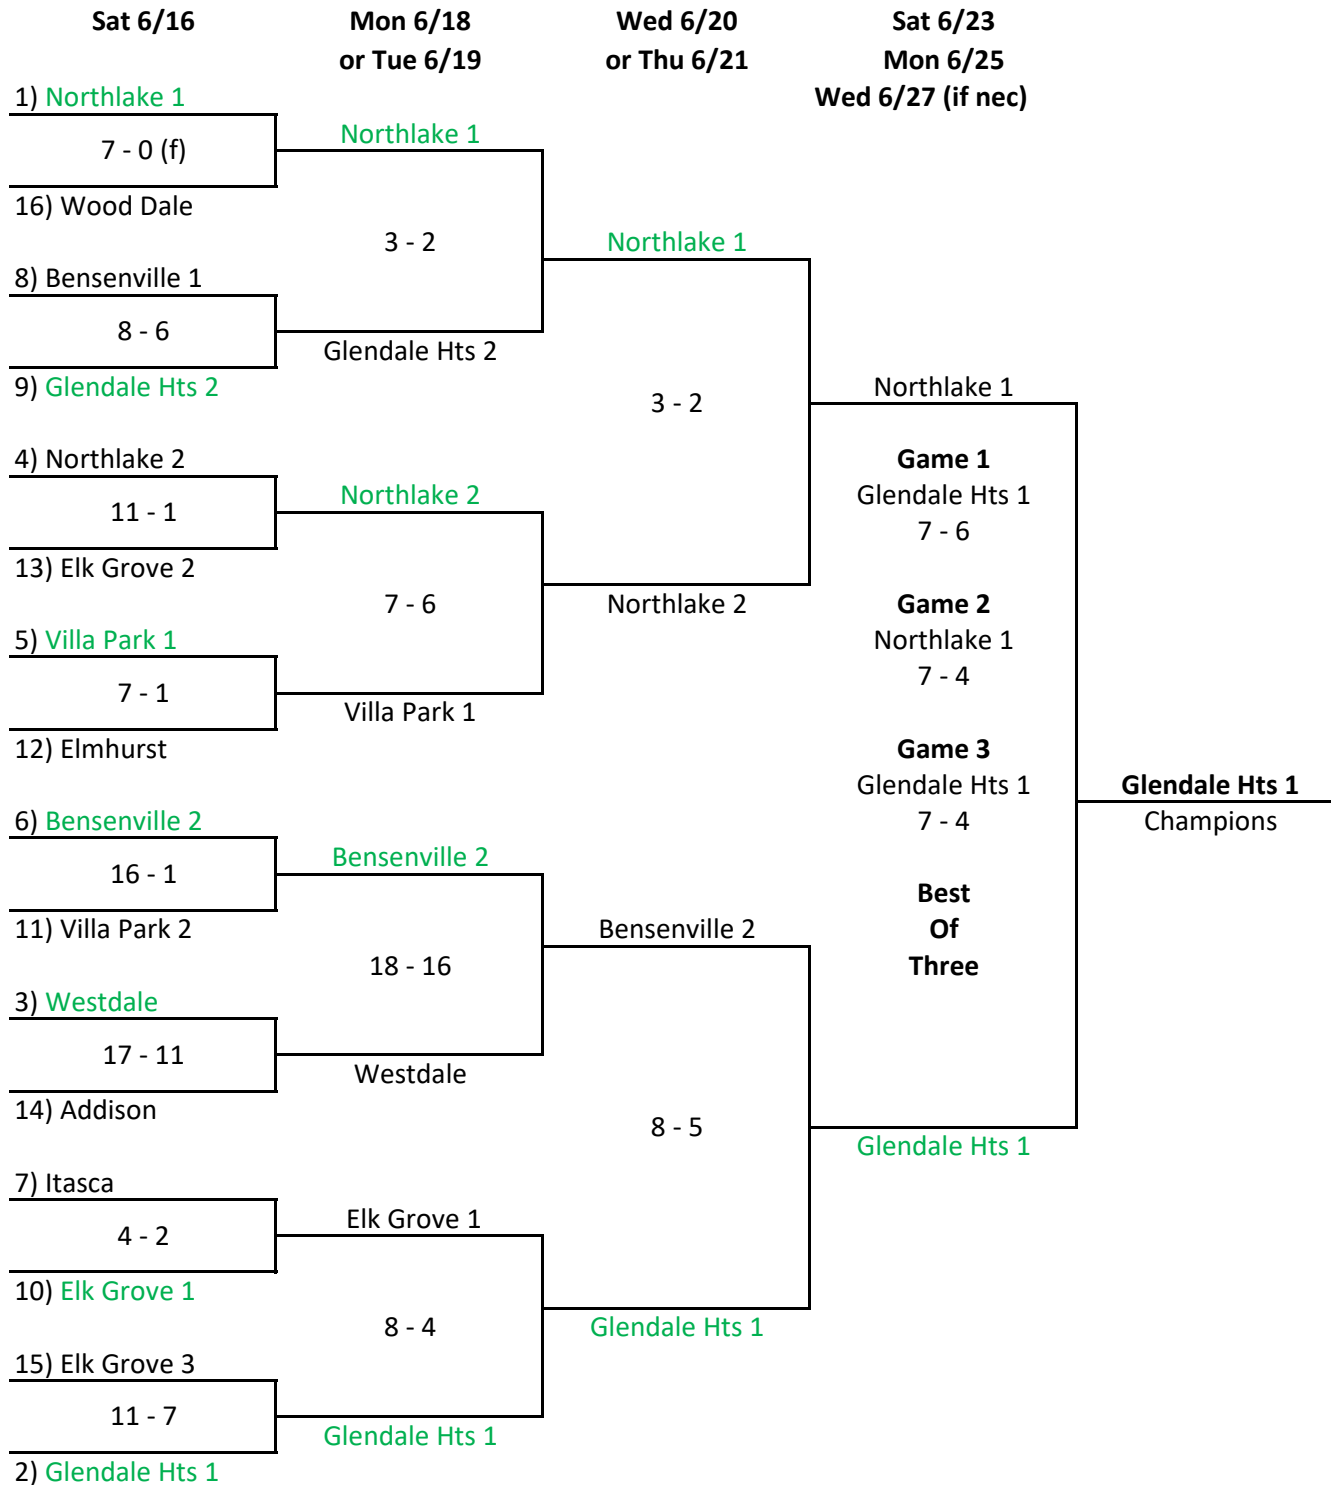 Sat 6/16
Mon 6/18
or Tue 6/19
Wed 6/20
or Thu 6/21
Sat 6/23
Mon 6/25
Wed 6/27 (if nec)
1) Northlake 1
7 - 0 (f)
16) Wood Dale
8) Bensenville 1
8 - 6
9) Glendale Hts 2
4) Northlake 2
11 - 1
13) Elk Grove 2
5) Villa Park 1
7 - 1
12) Elmhurst
6) Bensenville 2
16 - 1
11) Villa Park 2
3) Westdale
17 - 11
14) Addison
7) Itasca
4 - 2
10) Elk Grove 1
15) Elk Grove 3
11 - 7
2) Glendale Hts 1
Northlake 1
3 - 2
Glendale Hts 2
Northlake 2
7 - 6
Villa Park 1
Bensenville 2
18 - 16
Westdale
Elk Grove 1
8 - 4
Glendale Hts 1
Northlake 1
3 - 2
Northlake 2
Bensenville 2
8 - 5
Glendale Hts 1
Northlake 1
Game 1
Glendale Hts 1
7 - 6
Game 2
Northlake 1
7 - 4
Game 3
Glendale Hts 1
7 - 4
Best
Of
Three
Glendale Hts 1
Glendale Hts 1
Champions